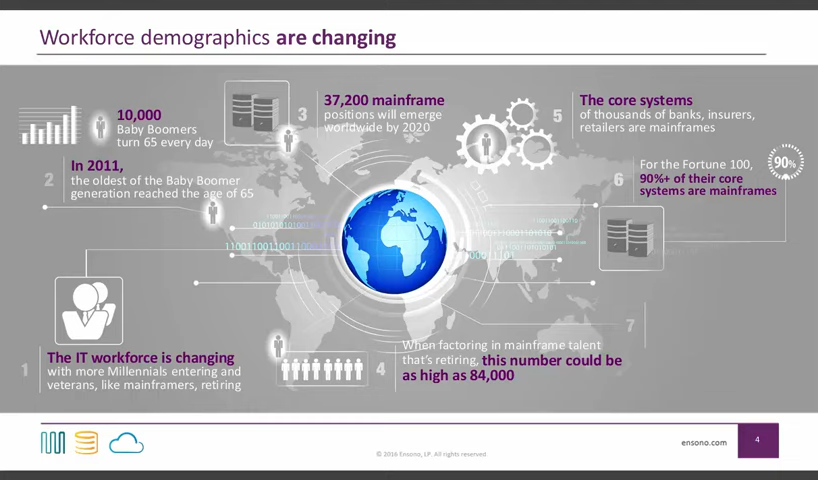 Workforce demographics are changing
10,000
Baby Boomers
turn 65 every day
2
In 2011,
the oldest of the Baby Boomer
generation reached the age of 65
3
37,200 mainframe
positions will emerge
worldwide by 2020
5
The core systems
of thousands of banks, insurers,
retailers are mainframes
6
For the Fortune 100,
90%+ of their core
systems are mainframes
90%
1
The IT workforce is changing
with more Millennials entering and
veterans, like mainframers, retiring
4
When factoring in mainframe talent
that's retiring, this number could be
as high as 84,000
7
© 2016 Ensono, LP. All rights reserved
ensono.com
4